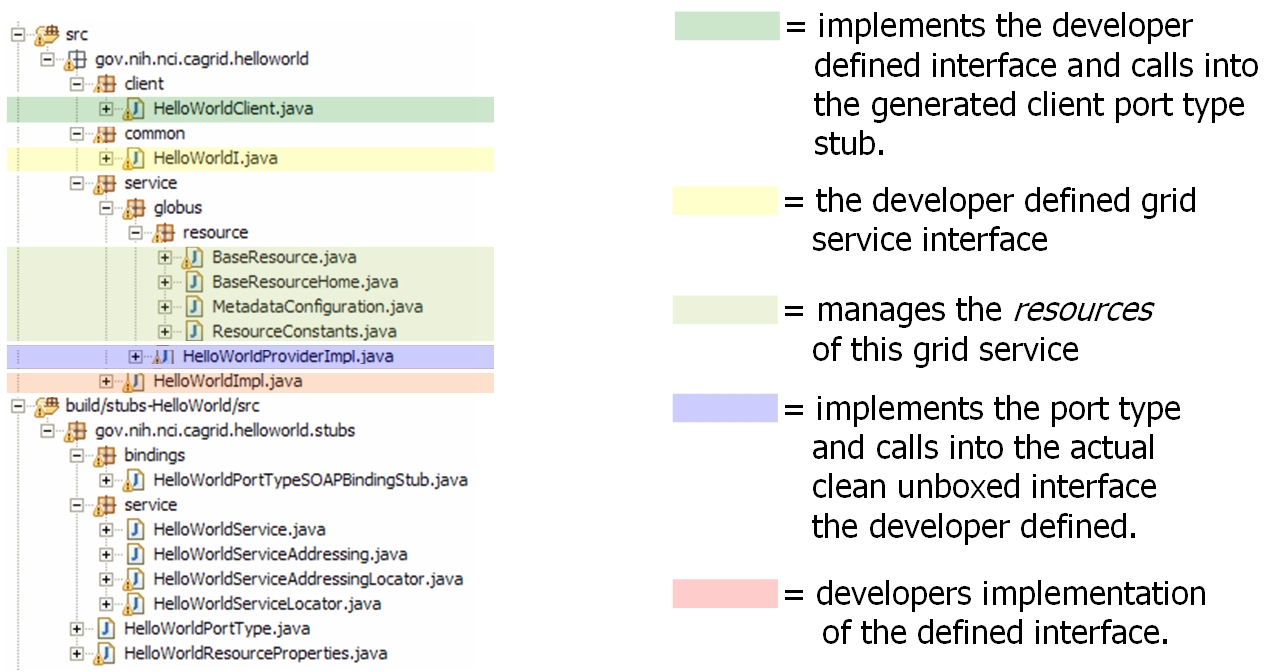 src
gov.nih.nci.cagrid.helloworld
client
HelloWorldClient.java
common
HelloWorldI.java
service
globus
resource
BaseResource.java
BaseResourceHome.java
MetadataConfiguration.java
ResourceConstants.java
HelloWorldProviderImpl.java
HelloWorldImpl.java
build/stubs-HelloWorld/src
gov.nih.nci.cagrid.helloworld.stubs
bindings
HelloWorldPortTypeSOAPBindingStub.java
service
HelloWorldService.java
HelloWorldServiceAddressing.java
HelloWorldServiceAddressingLocator.java
HelloWorldServiceLocator.java
HelloWorldPortType.java
HelloWorldResourceProperties.java
= implements the developer
defined interface and calls into
the generated client port type
stub.
= the developer defined grid
service interface
= manages the resources
of this grid service
= implements the port type
and calls into the actual
clean unboxed interface
the developer defined.
= developers implementation
of the defined interface.